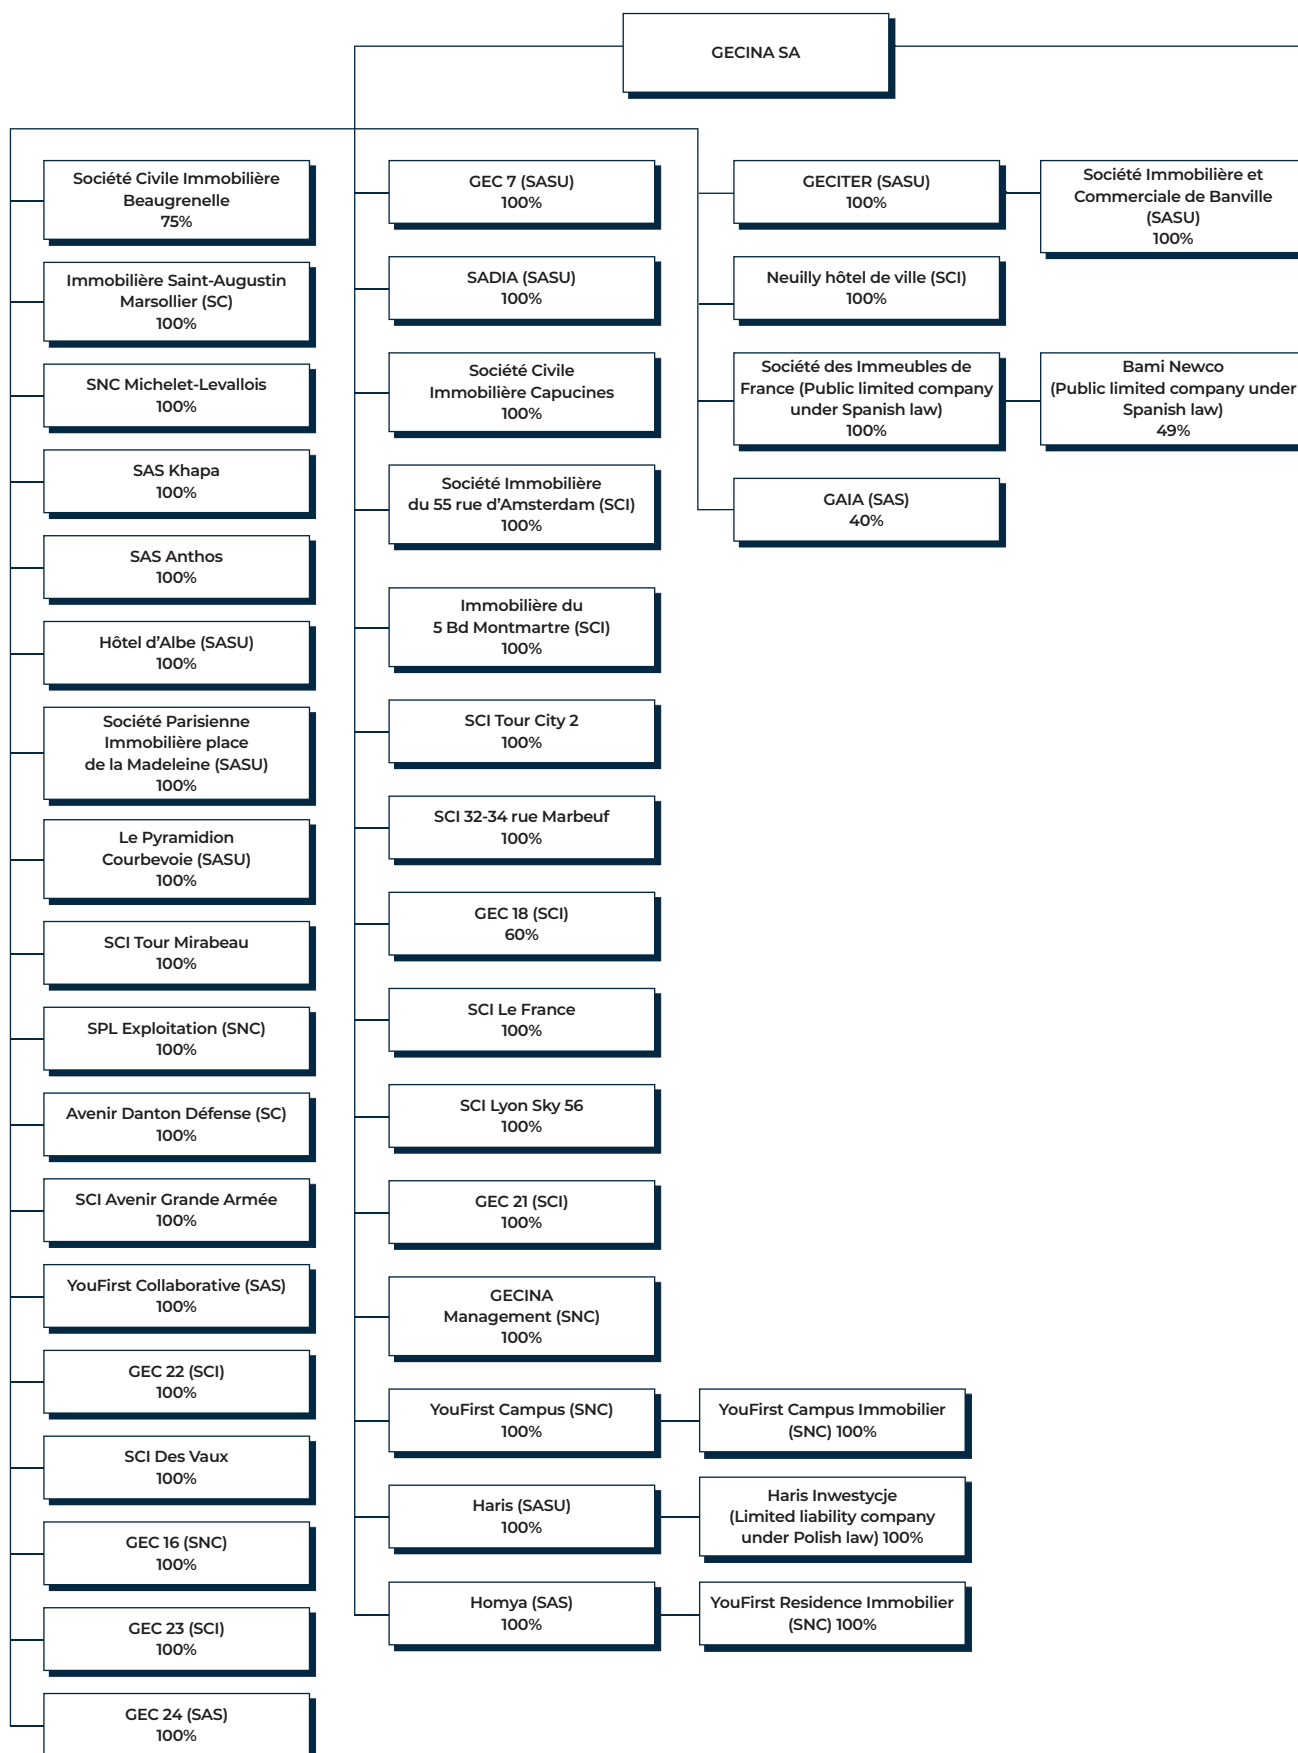 GECINA SA
Société Civile Immobilière
Beaugrenelle
75%
Immobilière Saint-Augustin
Marsollier (SC)
100%
SNC Michelet-Levallois
100%
SAS Khapa
100%
SAS Anthos
100%
Hôtel d'Albe (SASU)
100%
Société Parisienne
Immobilière place
de la Madeleine (SASU)
100%
Le Pyramidion
Courbevoie (SASU)
100%
SCI Tour Mirabeau
100%
SPL Exploitation (SNC)
100%
Avenir Danton Défense (SC)
100%
SCI Avenir Grande Armée
100%
YouFirst Collaborative (SAS)
100%
GEC 22 (SCI)
100%
SCI Des Vaux
100%
GEC 16 (SNC)
100%
GEC 23 (SCI)
100%
GEC 24 (SAS)
100%
GEC 7 (SASU)
100%
SADIA (SASU)
100%
Société Civile
Immobilière Capucines
100%
Société Immobilière
du 55 rue d'Amsterdam (SCI)
100%
Immobilière du
5 Bd Montmartre (SCI)
100%
SCI Tour City 2
100%
SCI 32-34 rue Marbeuf
100%
GEC 18 (SCI)
60%
SCI Le France
100%
SCI Lyon Sky 56
100%
GEC 21 (SCI)
100%
GECINA
Management (SNC)
100%
YouFirst Campus (SNC)
100%
YouFirst Campus Immobilier
(SNC) 100%
Haris (SASU)
100%
Haris Inwestycje
(Limited liability company
under Polish law) 100%
Homya (SAS)
100%
YouFirst Residence Immobilier
(SNC) 100%
GECITER (SASU)
100%
Société Immobilière et
Commerciale de Banville
(SASU)
100%
Neuilly hôtel de ville (SCI)
100%
Société des Immeubles de
France (Public limited company
under Spanish law)
100%
Bami Newco
(Public limited company under
Spanish law)
49%
GAIA (SAS)
40%